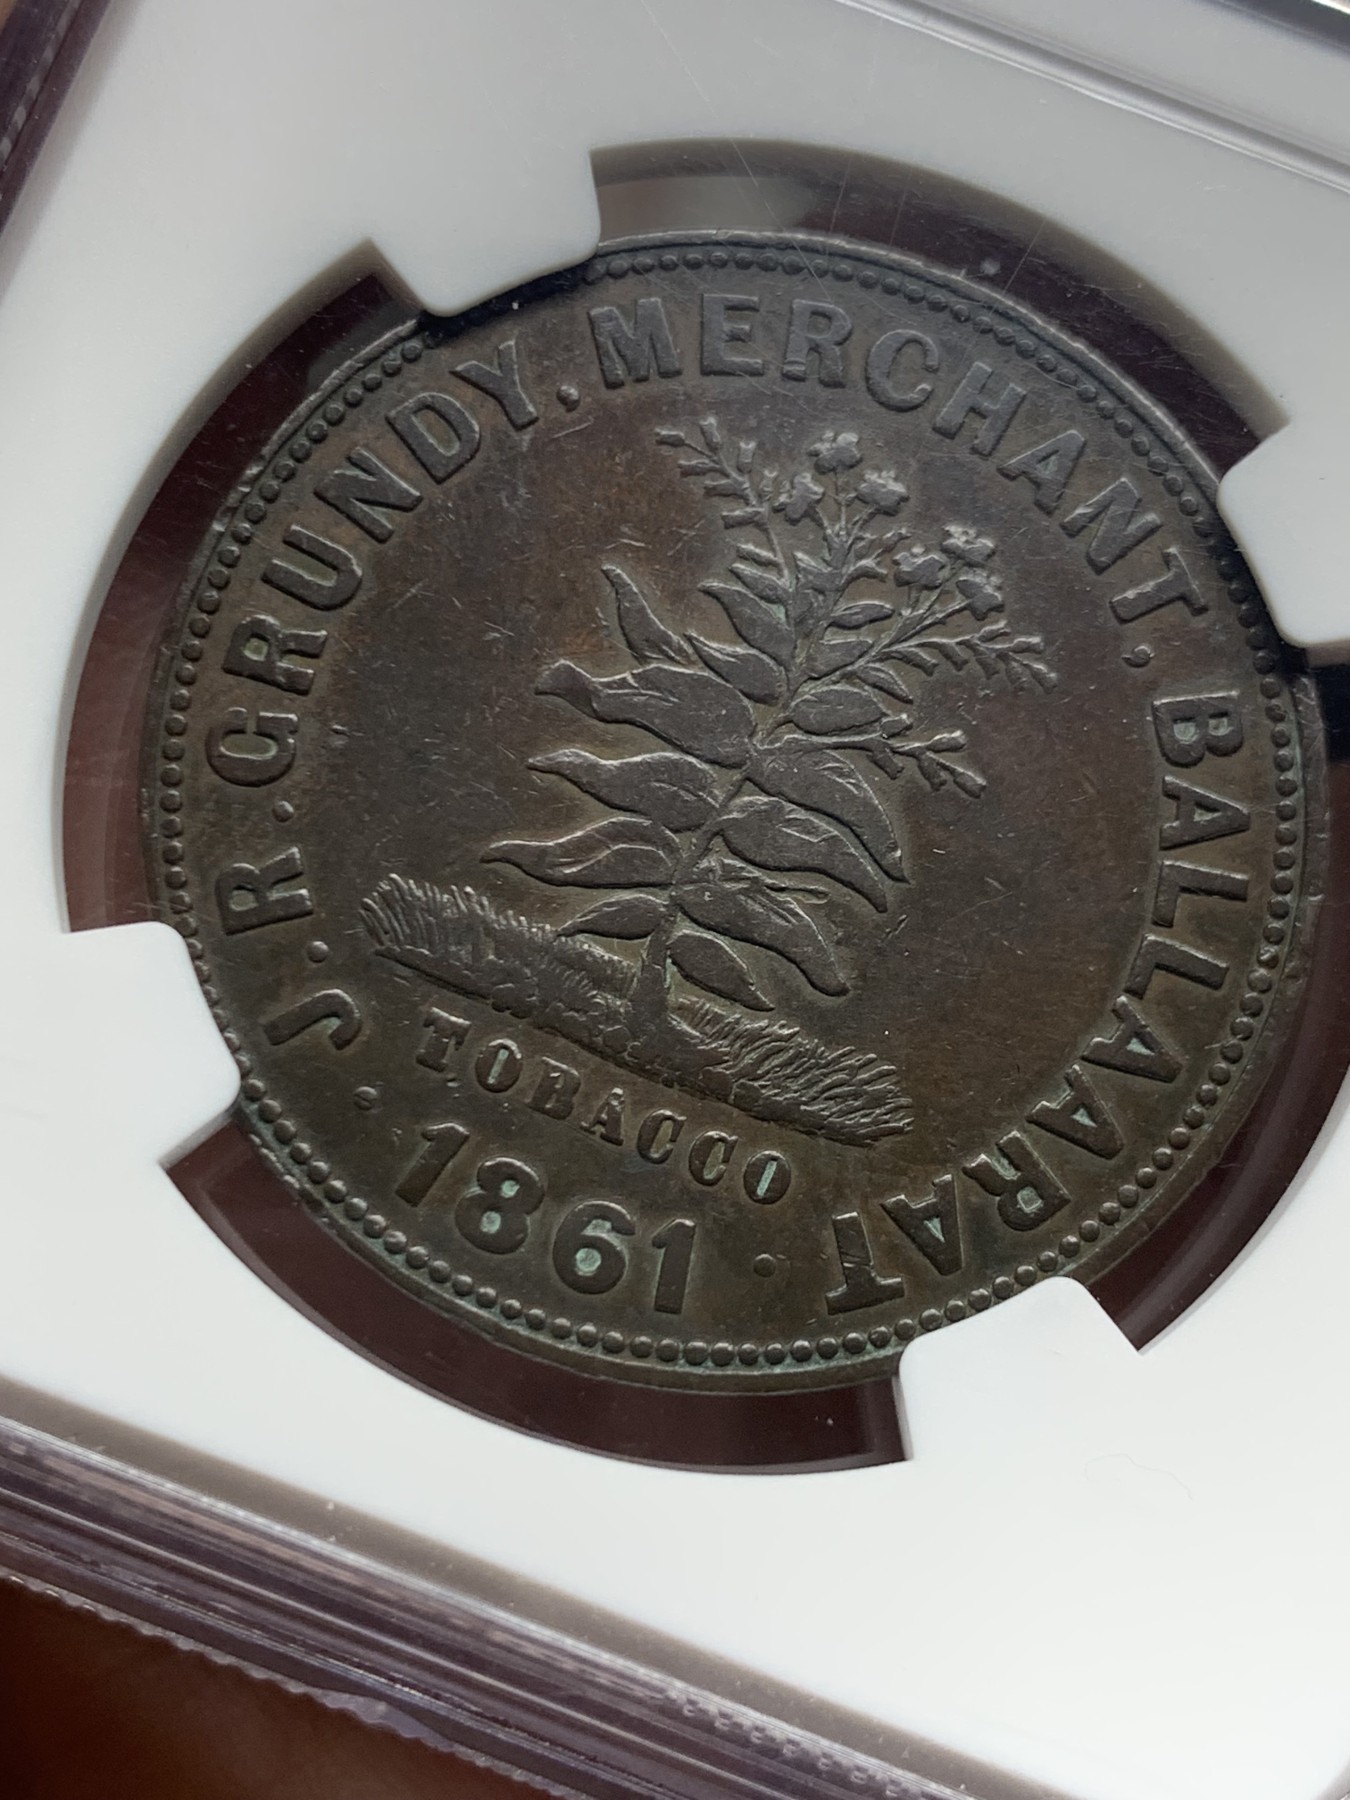 J. R. GRUNDY, MERCHANT, BALLAARAT
TOBACCO
· 1861 ·